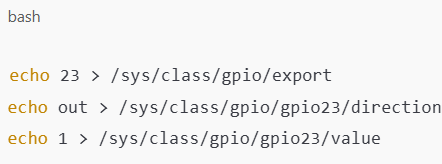 bash
echo 23 > /sys/class/gpio/export
echo out > /sys/class/gpio/gpio23/direction
echo 1 > /sys/class/gpio/gpio23/value